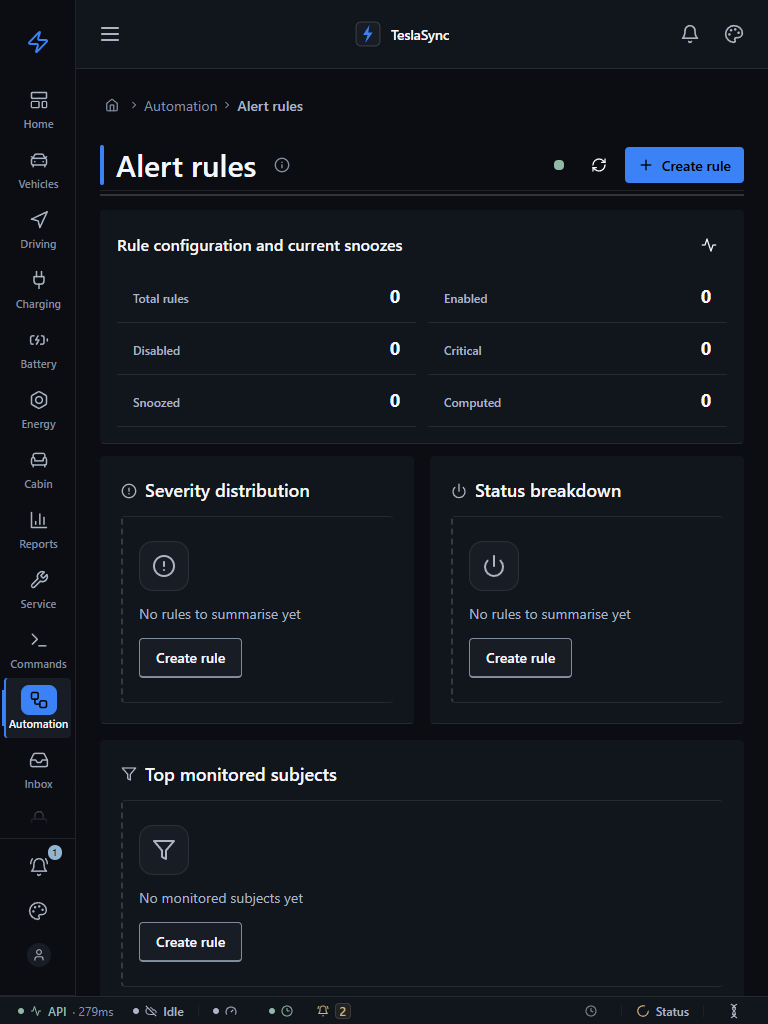 TeslaSync
Home
Vehicles
Driving
Charging
Battery
Energy
Cabin
Reports
Service
Commands
Automation
Inbox
1
Automation
Alert rules
Alert rules
Create rule
Rule configuration and current snoozes
Total rules 0
Enabled 0
Disabled 0
Critical 0
Snoozed 0
Computed 0
Severity distribution
No rules to summarise yet
Create rule
Status breakdown
No rules to summarise yet
Create rule
Top monitored subjects
No monitored subjects yet
Create rule
API · 279ms
Idle
2
Status